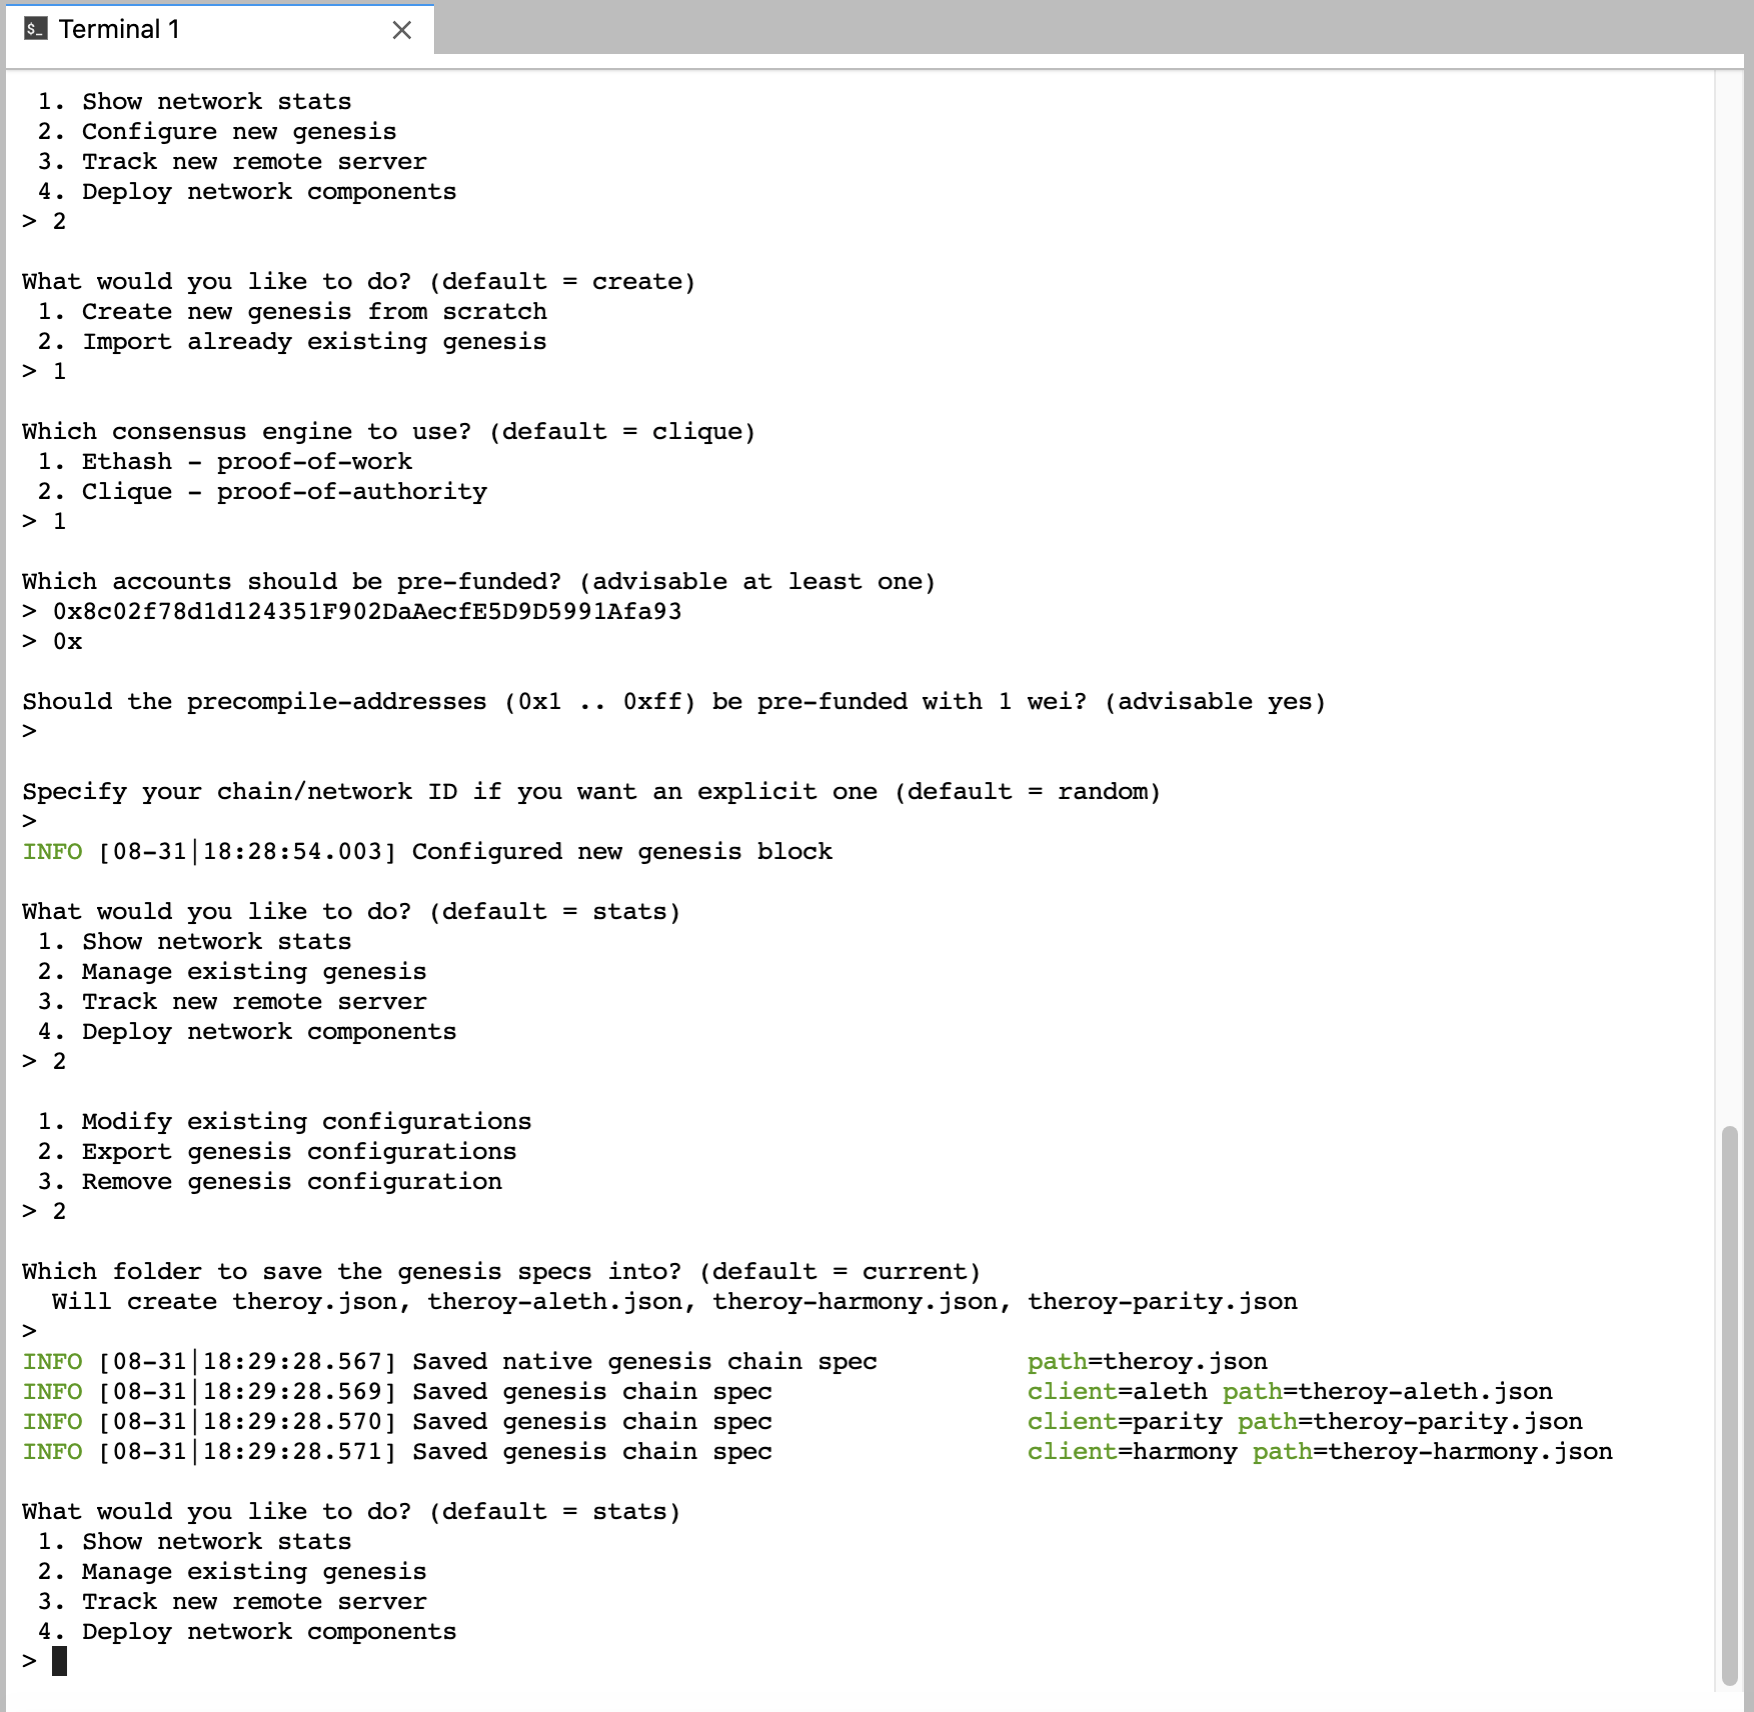 $_ Terminal 1
1. Show network stats
2. Configure new genesis
3. Track new remote server
4. Deploy network components
> 2
What would you like to do? (default = create)
1. Create new genesis from scratch
2. Import already existing genesis
> 1
Which consensus engine to use? (default = clique)
1. Ethash - proof-of-work
2. Clique - proof-of-authority
> 1
Which accounts should be pre-funded? (advisable at least one)
> 0x8c02f78d1d124351F902DaAecfE5D9D5991Afa93
> 0x
Should the precompile-addresses (0x1 .. 0xff) be pre-funded with 1 wei? (advisable yes)
>
Specify your chain/network ID if you want an explicit one (default = random)
>
INFO [08-31|18:28:54.003] Configured new genesis block
What would you like to do? (default = stats)
1. Show network stats
2. Manage existing genesis
3. Track new remote server
4. Deploy network components
> 2
1. Modify existing configurations
2. Export genesis configurations
3. Remove genesis configuration
> 2
Which folder to save the genesis specs into? (default = current)
Will create theroy.json, theroy-aleth.json, theroy-harmony.json, theroy-parity.json
>
INFO [08-31|18:29:28.567] Saved native genesis chain spec path=theroy.json
INFO [08-31|18:29:28.569] Saved genesis chain spec client=aleth path=theroy-aleth.json
INFO [08-31|18:29:28.570] Saved genesis chain spec client=parity path=theroy-parity.json
INFO [08-31|18:29:28.571] Saved genesis chain spec client=harmony path=theroy-harmony.json
What would you like to do? (default = stats)
1. Show network stats
2. Manage existing genesis
3. Track new remote server
4. Deploy network components
>